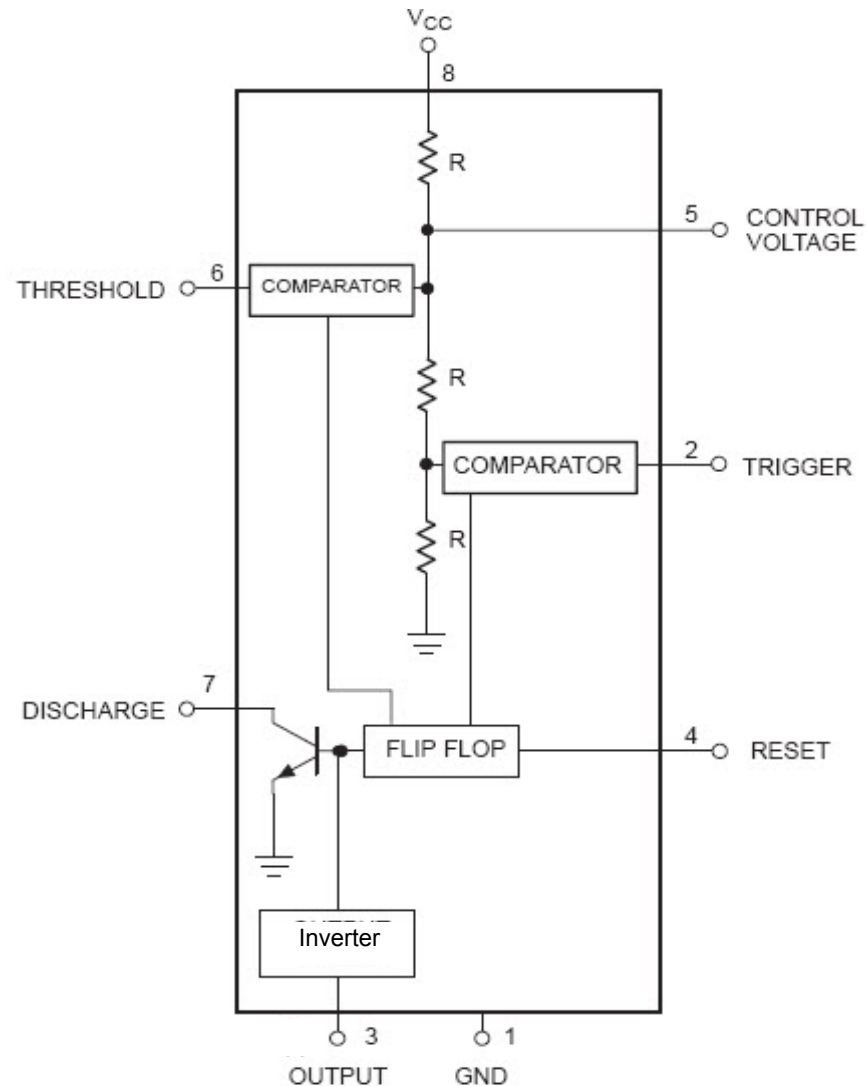 VCC
8
R
5 CONTROL
VOLTAGE
6
THRESHOLD
COMPARATOR
R
COMPARATOR
2
TRIGGER
R
7
DISCHARGE
FLIP FLOP
4
RESET
Inverter
3
1
OUTPUT
GND